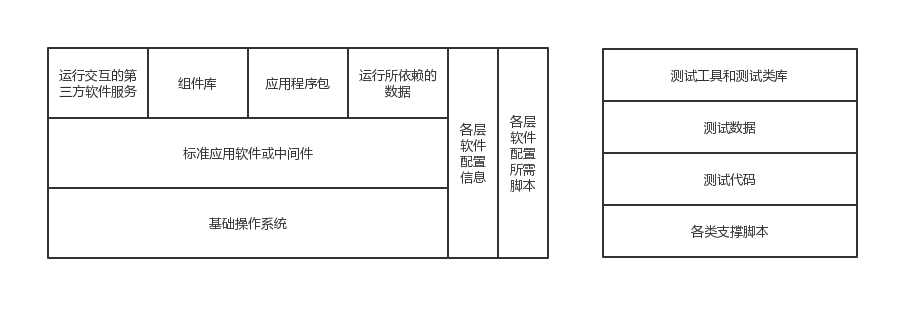 运行交互的第
三方软件服务
组件库
应用程序包
运行所依赖的
数据
标准应用软件或中间件
基础操作系统
各层
软件
配置
信息
各层
软件
配置
所需
脚本
测试工具和测试类库
测试数据
测试代码
各类支撑脚本